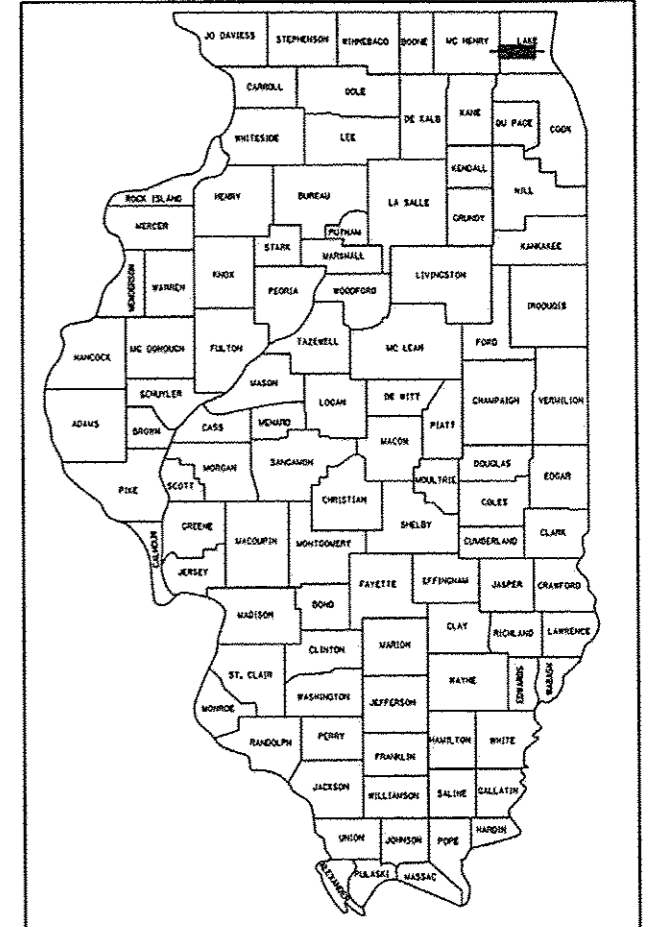 JO DAVIESS STEPHENSON WINNEBAGO BOONE MC HENRY LAKE
CARROLL OGLE
DE KALB KANE DU PAGE COOK
WHITESIDE LEE
KENDALL
ROCK ISLAND HENRY BUREAU LA SALLE GRUNDY WILL
MERCER PUTNAM
STARK MARSHALL KANKAKEE
HENDERSON WARREN KNOX PEORIA WOODFORD LIVINGSTON
IROQUOIS
HANCOCK MC DONOUGH FULTON TAZEWELL MC LEAN FORD
SCHUYLER MASON
ADAMS BROWN CASS MENARD LOGAN DE WITT PIATT CHAMPAIGN VERMILION
MACON
PIKE SCOTT MORGAN SANGAMON CHRISTIAN MOULTRIE DOUGLAS EDGAR
COLES
CALHOUN GREENE MACOUPIN MONTGOMERY SHELBY CUMBERLAND CLARK
JERSEY
MADISON BOND FAYETTE EFFINGHAM JASPER CRAWFORD
CLAY RICHLAND LAWRENCE
CLINTON MARION
ST. CLAIR WAYNE EDWARDS WABASH
MONROE WASHINGTON JEFFERSON
RANDOLPH PERRY HAMILTON WHITE
FRANKLIN
JACKSON WILLIAMSON SALINE GALLATIN
UNION JOHNSON POPE HARDIN
ALEXANDER PULASKI MASSAC